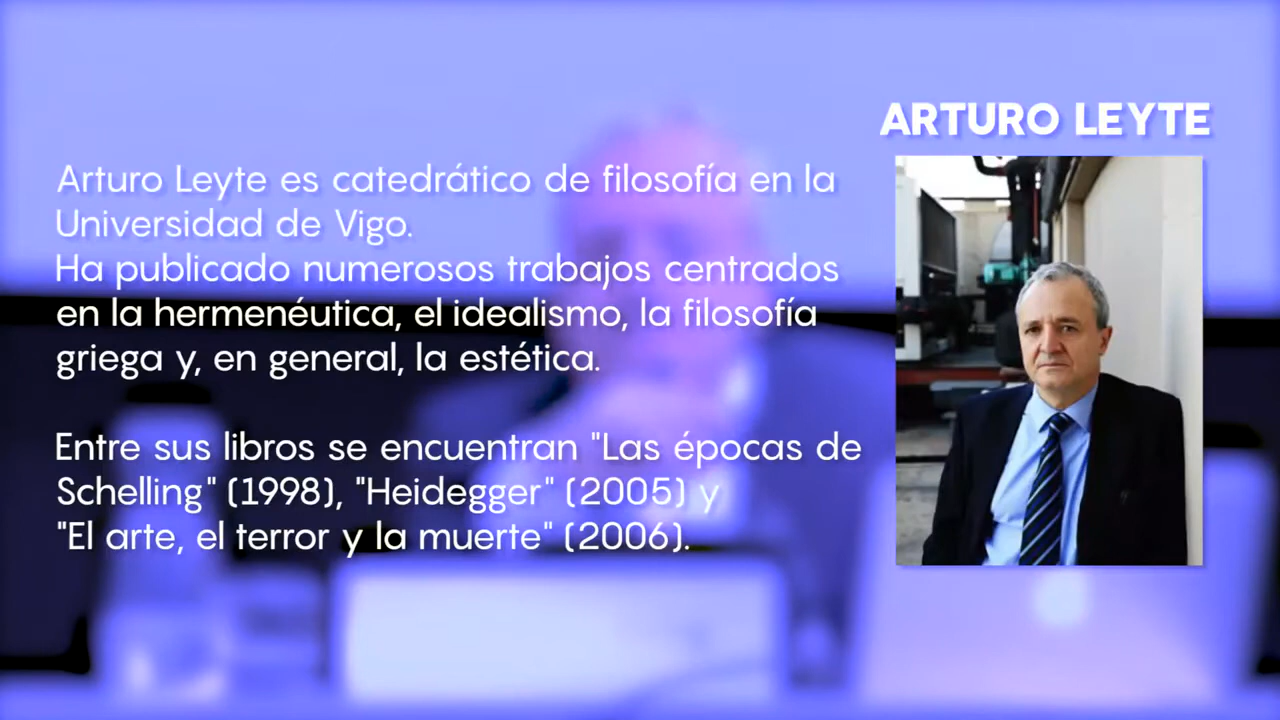 ARTURO LEYTE
Arturo Leyte es catedrático de filosofía en la
Universidad de Vigo.
Ha publicado numerosos trabajos centrados
en la hermenéutica, el idealismo, la filosofía
griega y, en general, la estética.
Entre sus libros se encuentran "Las épocas de
Schelling" (1998), "Heidegger" (2005) y
"El arte, el terror y la muerte" (2006).